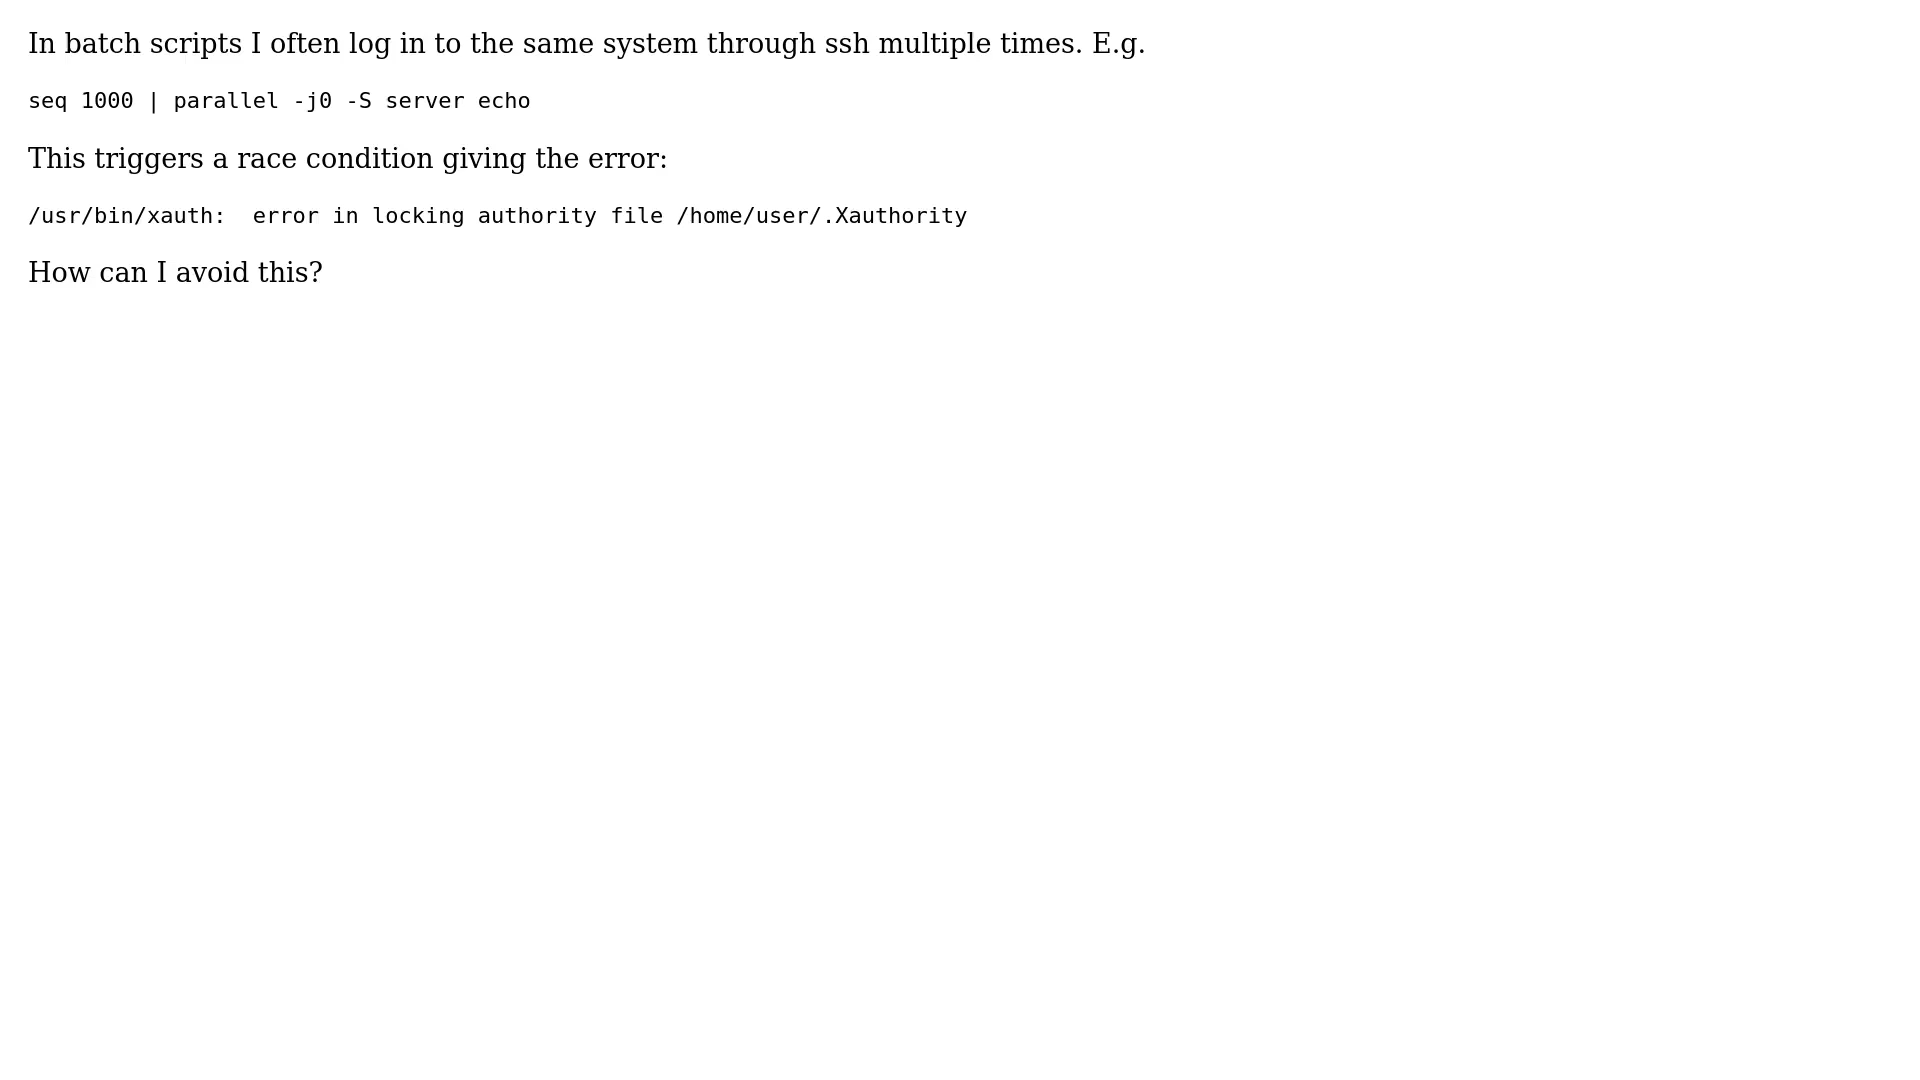 In batch scripts I often log in to the same system through ssh multiple times. E.g.
seq 1000 | parallel -j0 -S server echo
This triggers a race condition giving the error:
/usr/bin/xauth:  error in locking authority file /home/user/.Xauthority
How can I avoid this?